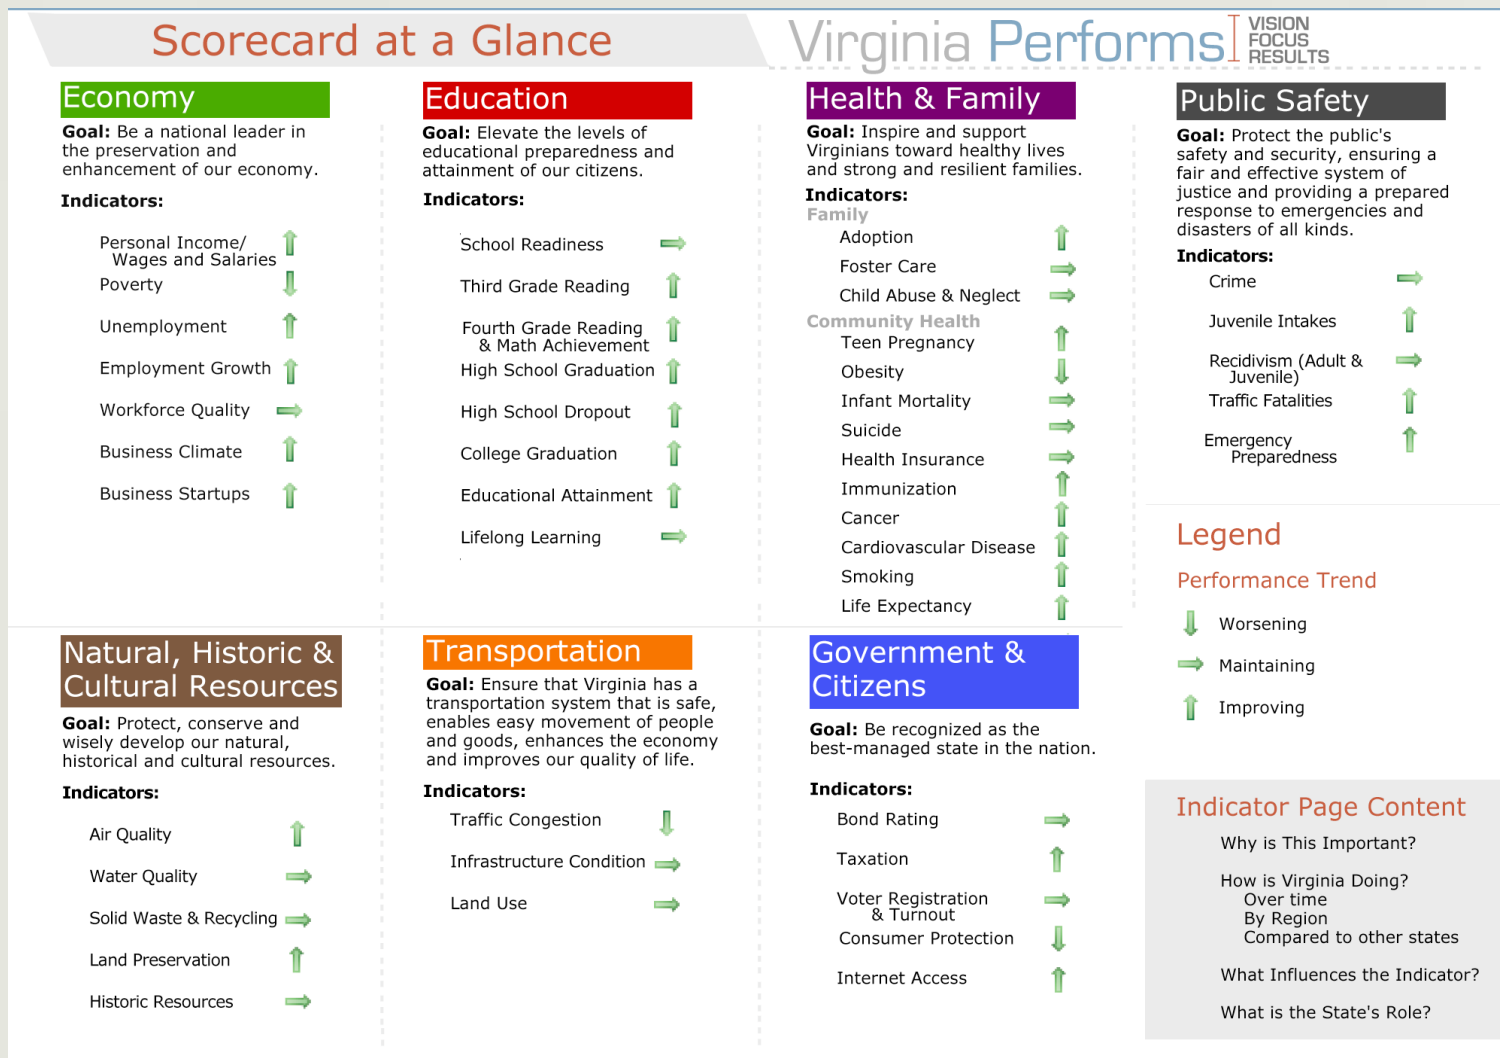 Scorecard at a Glance
Virginia Performs
VISION
FOCUS
RESULTS
Economy
Goal: Be a national leader in
the preservation and
enhancement of our economy.
Indicators:
Personal Income/
Wages and Salaries
Poverty
Unemployment
Employment Growth
Workforce Quality
Business Climate
Business Startups
Education
Goal: Elevate the levels of
educational preparedness and
attainment of our citizens.
Indicators:
School Readiness
Third Grade Reading
Fourth Grade Reading
& Math Achievement
High School Graduation
High School Dropout
College Graduation
Educational Attainment
Lifelong Learning
Health & Family
Goal: Inspire and support
Virginians toward healthy lives
and strong and resilient families.
Indicators:
Family
Adoption
Foster Care
Child Abuse & Neglect
Community Health
Teen Pregnancy
Obesity
Infant Mortality
Suicide
Health Insurance
Immunization
Cancer
Cardiovascular Disease
Smoking
Life Expectancy
Public Safety
Goal: Protect the public's
safety and security, ensuring a
fair and effective system of
justice and providing a prepared
response to emergencies and
disasters of all kinds.
Indicators:
Crime
Juvenile Intakes
Recidivism (Adult &
Juvenile)
Traffic Fatalities
Emergency
Preparedness
Legend
Performance Trend
Worsening
Maintaining
Improving
Natural, Historic &
Cultural Resources
Goal: Protect, conserve and
wisely develop our natural,
historical and cultural resources.
Indicators:
Air Quality
Water Quality
Solid Waste & Recycling
Land Preservation
Historic Resources
Transportation
Goal: Ensure that Virginia has a
transportation system that is safe,
enables easy movement of people
and goods, enhances the economy
and improves our quality of life.
Indicators:
Traffic Congestion
Infrastructure Condition
Land Use
Government &
Citizens
Goal: Be recognized as the
best-managed state in the nation.
Indicators:
Bond Rating
Taxation
Voter Registration
& Turnout
Consumer Protection
Internet Access
Indicator Page Content
Why is This Important?
How is Virginia Doing?
Over time
By Region
Compared to other states
What Influences the Indicator?
What is the State's Role?